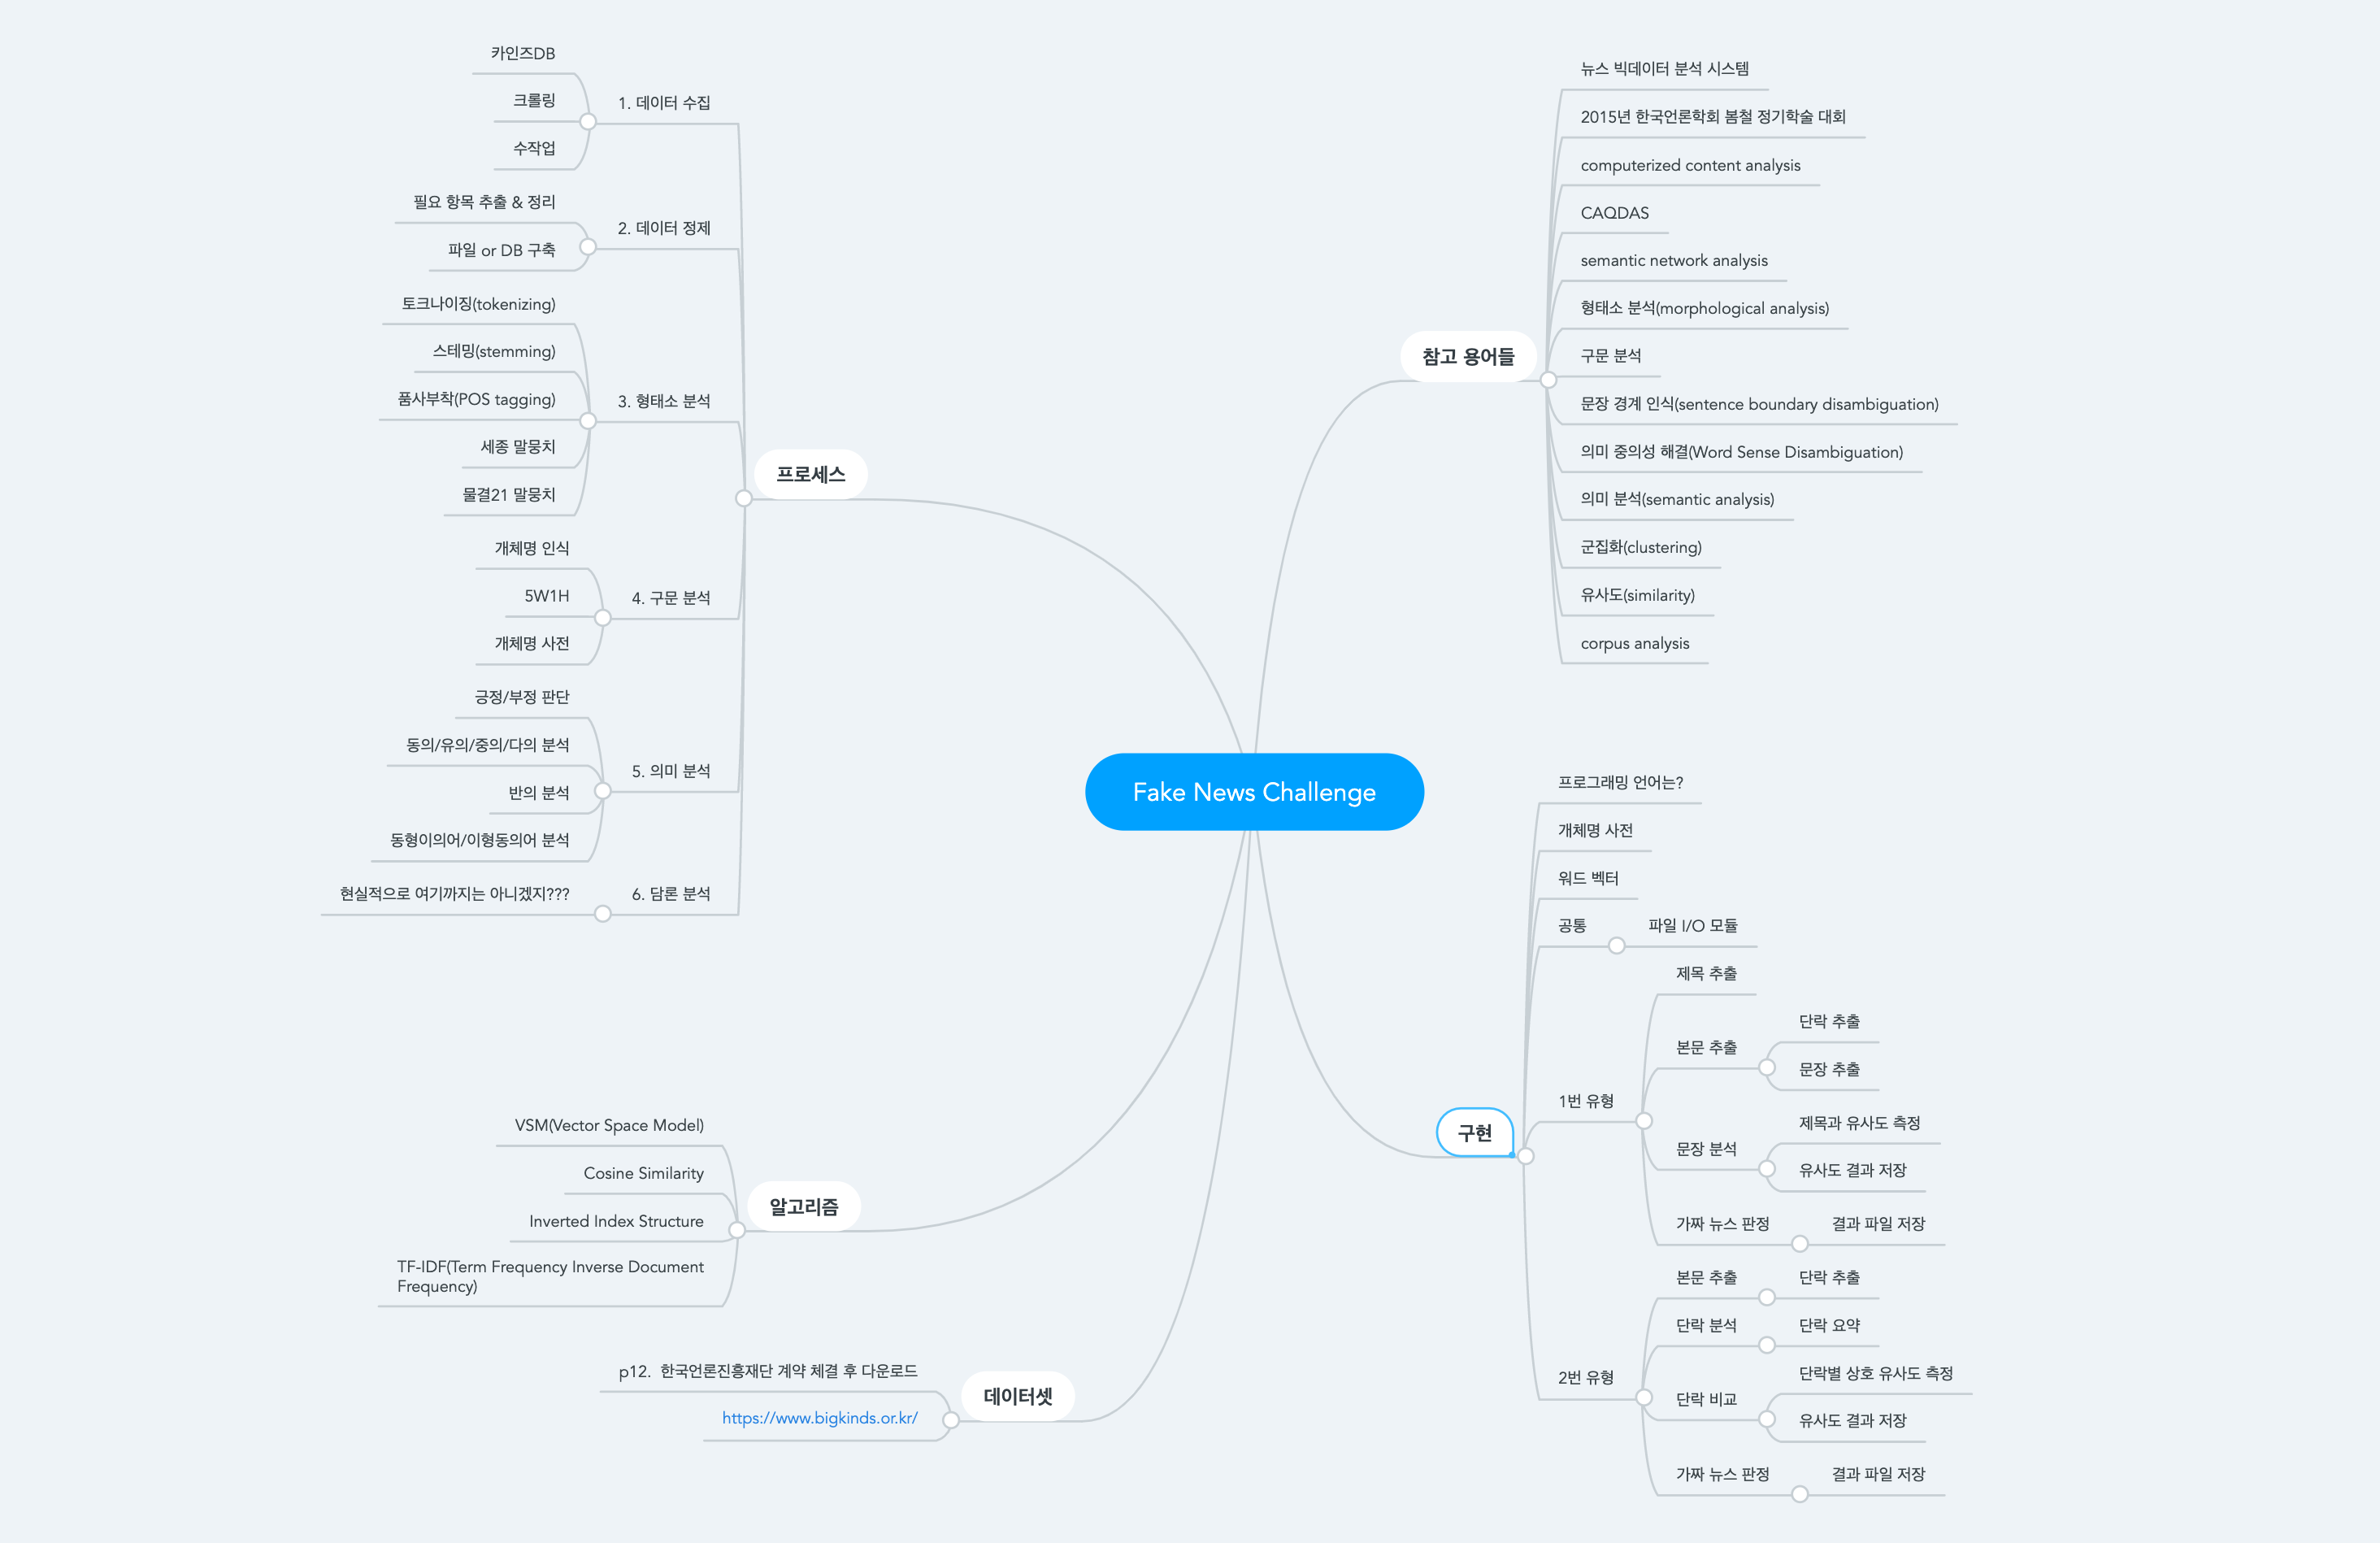 Fake News Challenge
프로세스
1. 데이터 수집
카인즈DB
크롤링
수작업
2. 데이터 정제
필요 항목 추출 & 정리
파일 or DB 구축
3. 형태소 분석
토크나이징(tokenizing)
스테밍(stemming)
품사부착(POS tagging)
세종 말뭉치
물결21 말뭉치
4. 구문 분석
개체명 인식
5W1H
개체명 사전
5. 의미 분석
긍정/부정 판단
동의/유의/중의/다의 분석
반의 분석
동형이의어/이형동의어 분석
6. 담론 분석
현실적으로 여기까지는 아니겠지???
알고리즘
VSM(Vector Space Model)
Cosine Similarity
Inverted Index Structure
TF-IDF(Term Frequency Inverse Document
Frequency)
데이터셋
p12. 한국언론진흥재단 계약 체결 후 다운로드
https://www.bigkinds.or.kr/
참고 용어들
뉴스 빅데이터 분석 시스템
2015년 한국언론학회 봄철 정기학술 대회
computerized content analysis
CAQDAS
semantic network analysis
형태소 분석(morphological analysis)
구문 분석
문장 경계 인식(sentence boundary disambiguation)
의미 중의성 해결(Word Sense Disambiguation)
의미 분석(semantic analysis)
군집화(clustering)
유사도(similarity)
corpus analysis
구현
프로그래밍 언어는?
개체명 사전
워드 벡터
공통
파일 I/O 모듈
1번 유형
제목 추출
본문 추출
단락 추출
문장 추출
문장 분석
제목과 유사도 측정
유사도 결과 저장
가짜 뉴스 판정
결과 파일 저장
2번 유형
본문 추출
단락 추출
단락 분석
단락 요약
단락 비교
단락별 상호 유사도 측정
유사도 결과 저장
가짜 뉴스 판정
결과 파일 저장